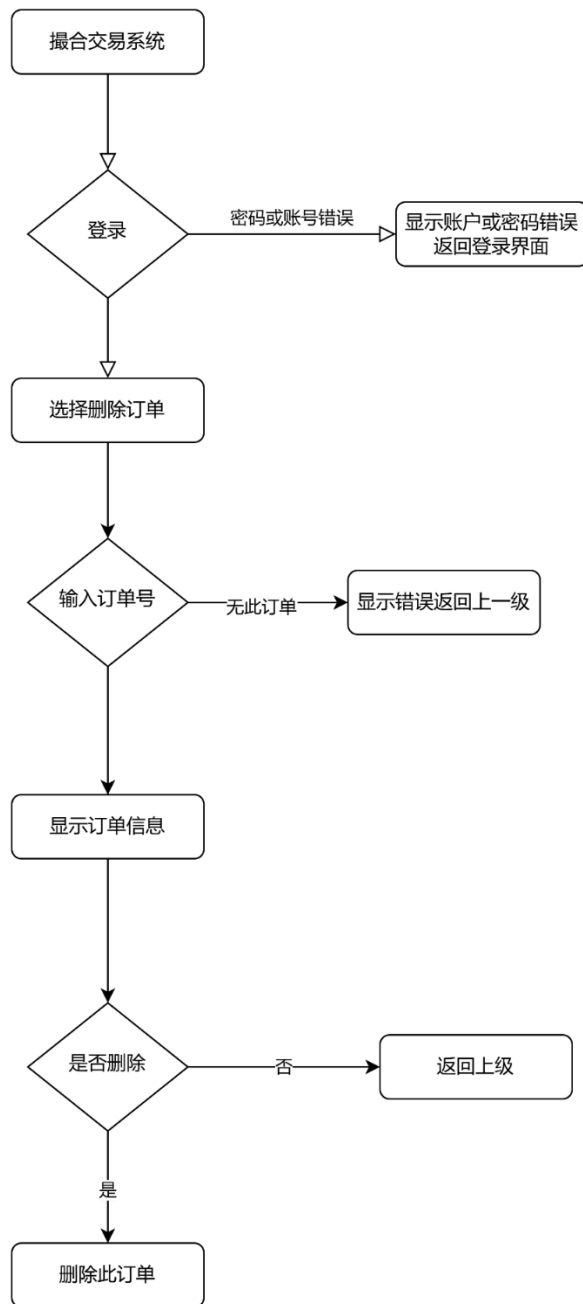 撮合交易系统
登录
密码或账号错误
显示账户或密码错误
返回登录界面
选择删除订单
输入订单号
无此订单
显示错误返回上一级
显示订单信息
是否删除
否
返回上级
是
删除此订单